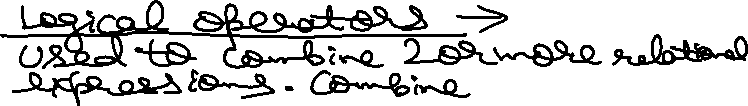 Logical operators →
used to combine 2 or more relational
expressions. Combine